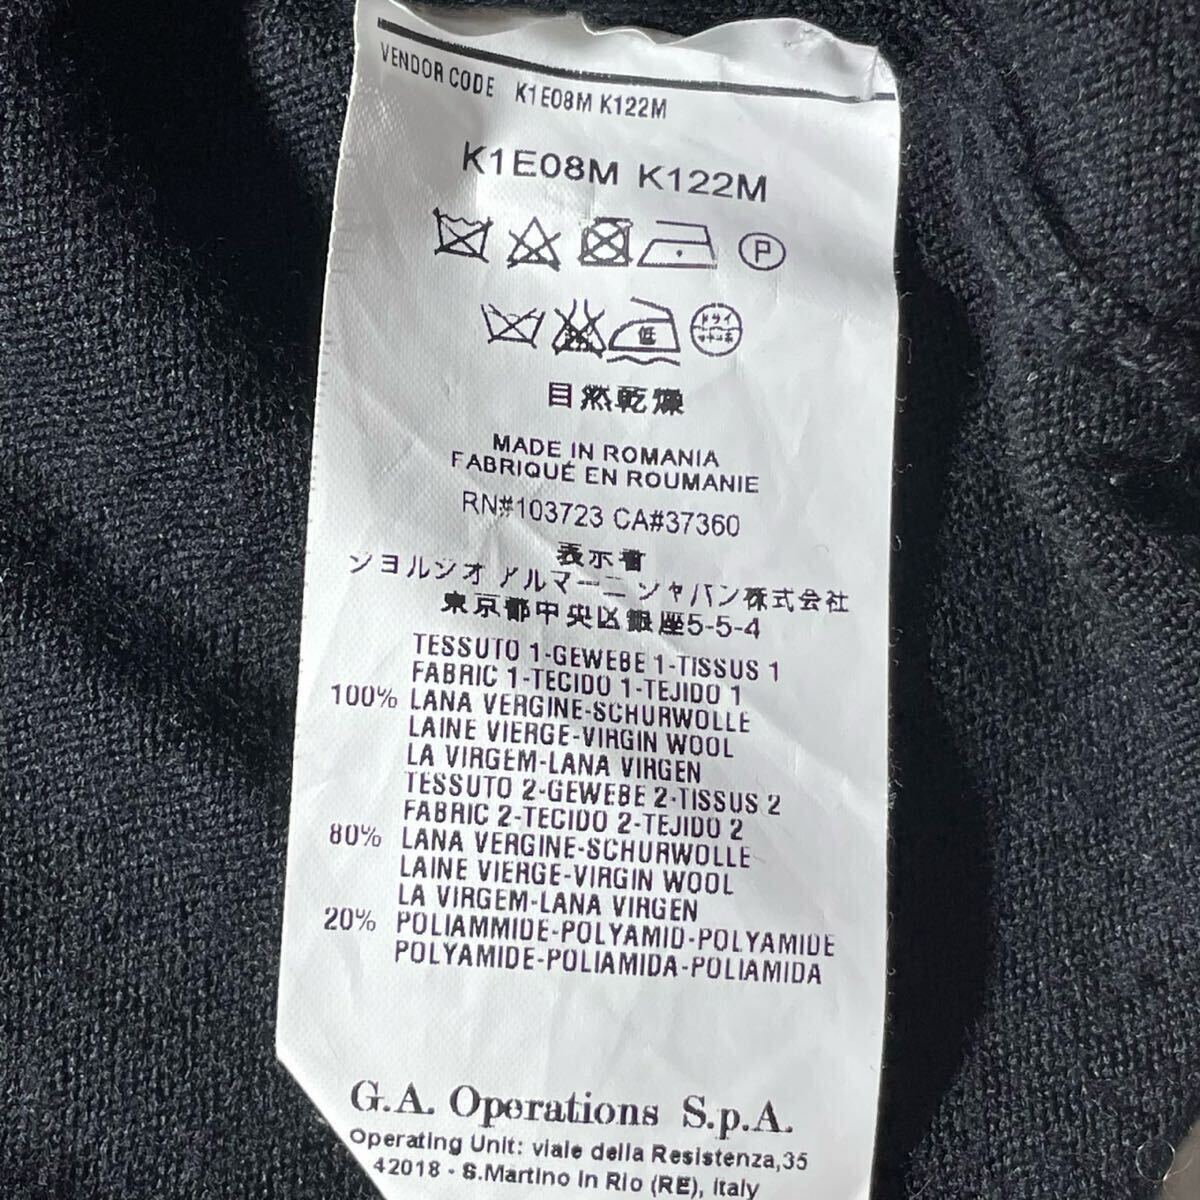 VENDOR CODE K1E08M K122M
K1E08M K122M
P
低 ドライ
自然乾燥
MADE IN ROMANIA
FABRIQUÉ EN ROUMANIE
RN#103723 CA#37360
表示者
ジョルジオ アルマーニ ジャパン株式会社
東京都中央区銀座5-5-4
TESSUTO 1-GEWEBE 1-TISSUS 1
FABRIC 1-TECIDO 1-TEJIDO 1
100% LANA VERGINE-SCHURWOLLE
LAINE VIERGE-VIRGIN WOOL
LA VIRGEM-LANA VIRGEN
TESSUTO 2-GEWEBE 2-TISSUS 2
FABRIC 2-TECIDO 2-TEJIDO 2
80% LANA VERGINE-SCHURWOLLE
LAINE VIERGE-VIRGIN WOOL
LA VIRGEM-LANA VIRGEN
20% POLIAMMIDE-POLYAMID-POLYAMIDE
POLYAMIDE-POLIAMIDA-POLIAMIDA
G.A. Operations S.p.A.
Operating Unit: viale della Resistenza,35
42018 - S.Martino in Rio (RE), Italy